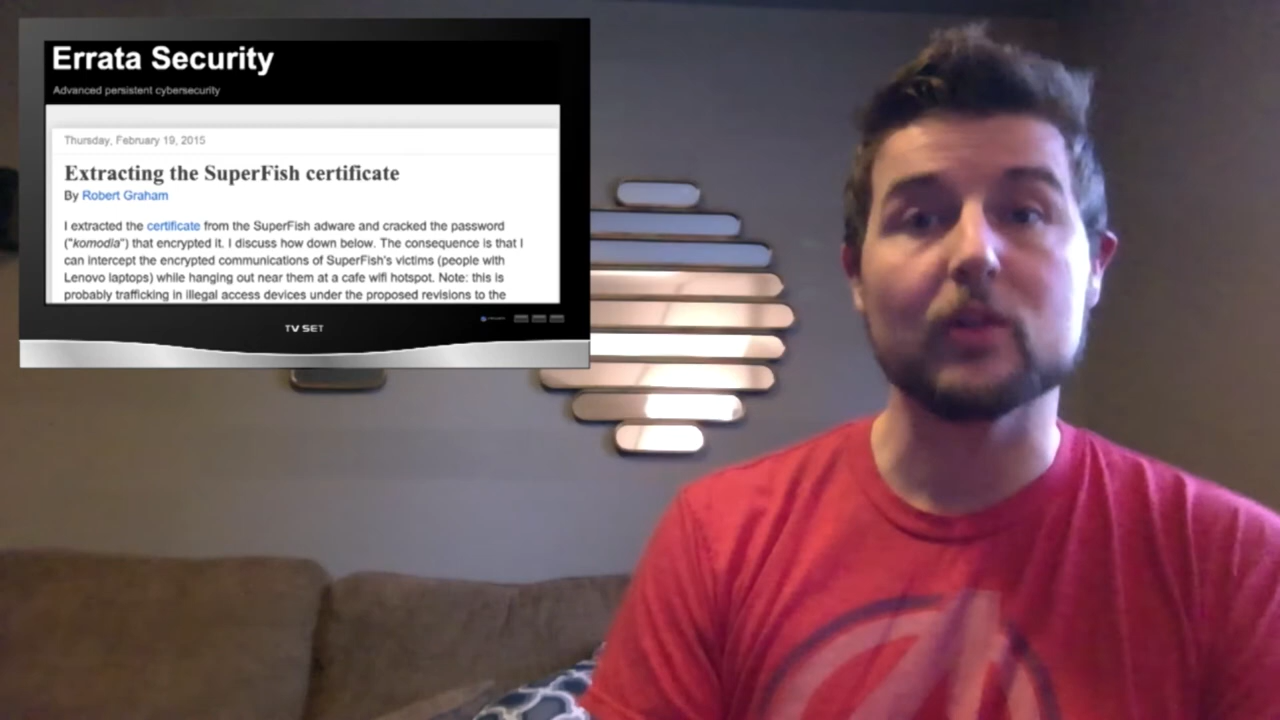 Errata Security
Advanced persistent cybersecurity
Thursday, February 19, 2015
Extracting the SuperFish certificate
By Robert Graham
I extracted the certificate from the SuperFish adware and cracked the password
("komodia") that encrypted it. I discuss how down below. The consequence is that I
can intercept the encrypted communications of SuperFish's victims (people with
Lenovo laptops) while hanging out near them at a cafe wifi hotspot. Note: this is
probably trafficking in illegal access devices under the proposed revisions to the
TV SET